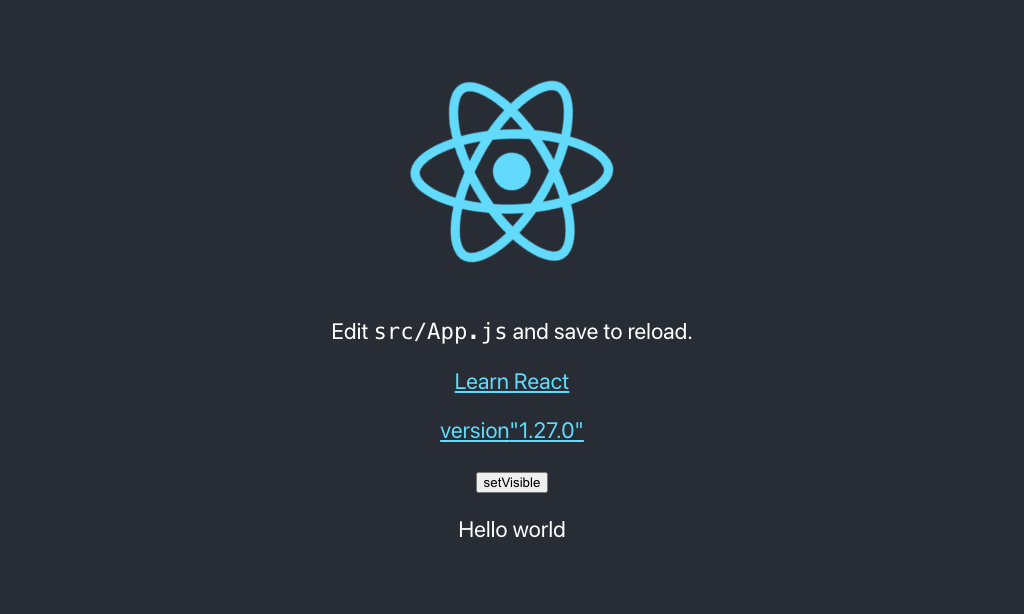 Edit src/App.js and save to reload.
Learn React
version"1.27.0"
setVisible
Hello world